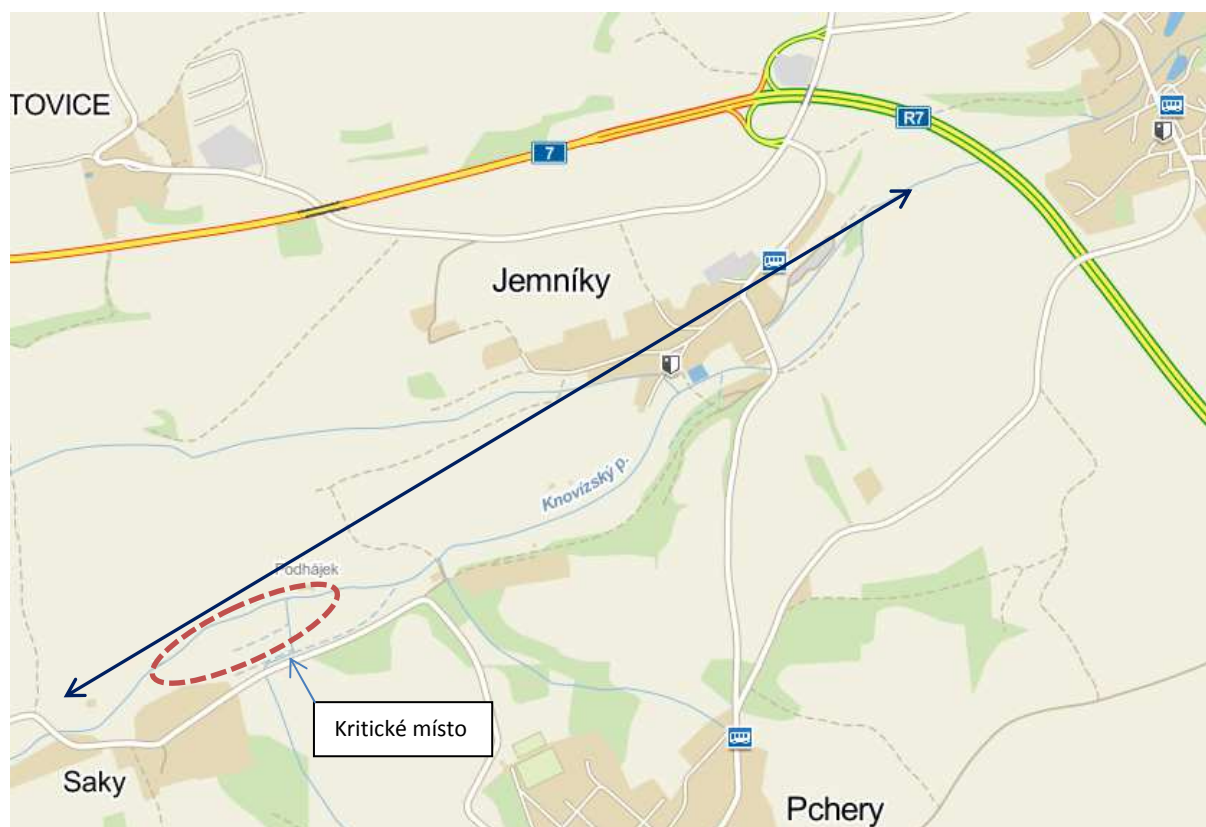 TOVICE
R7
7
Jemníky
Knovízský p.
Podhájek
Kritické místo
Saky
Pchery